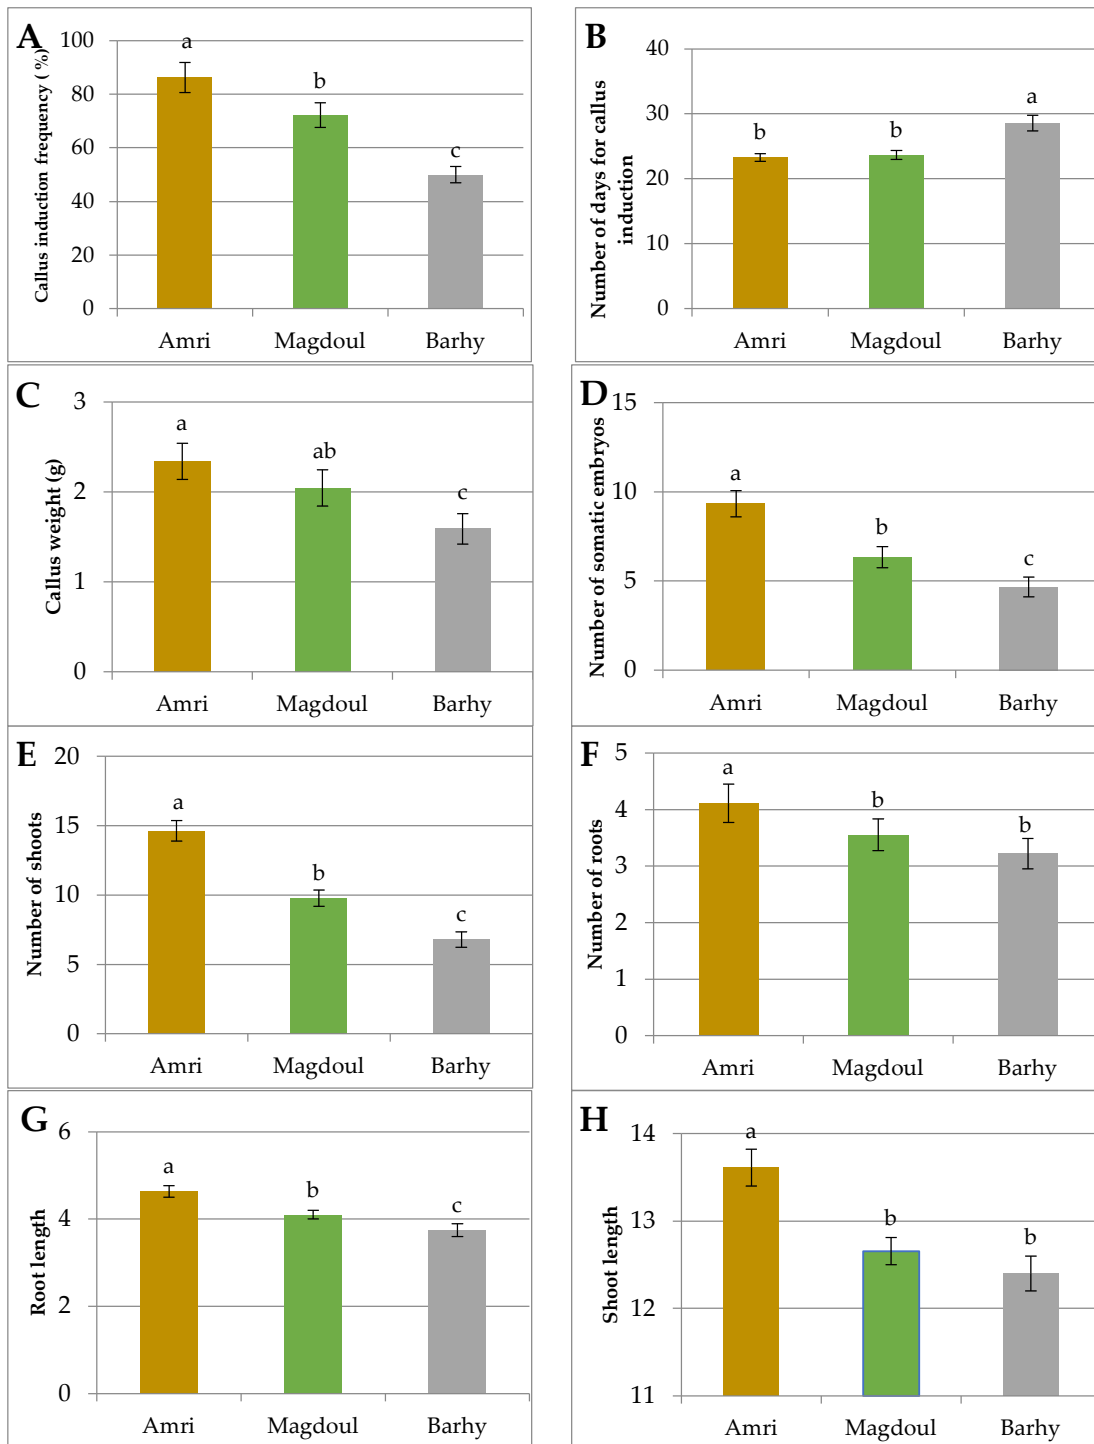 A
Callus induction frequency ( %)
100
80
60
40
20
0
a
b
c
Amri
Magdoul
Barhy
B
Number of days for callus
induction
40
30
20
10
0
b
b
a
Amri
Magdoul
Barhy
C
Callus weight (g)
3
2
1
0
a
ab
c
Amri
Magdoul
Barhy
D
Number of somatic embryos
15
10
5
0
a
b
c
Amri
Magdoul
Barhy
E
Number of shoots
20
15
10
5
0
a
b
c
Amri
Magdoul
Barhy
F
Number of roots
5
4
3
2
1
0
a
b
b
Amri
Magdoul
Barhy
G
Root length
6
4
2
0
a
b
c
Amri
Magdoul
Barhy
H
Shoot length
14
13
12
11
a
b
b
Amri
Magdoul
Barhy